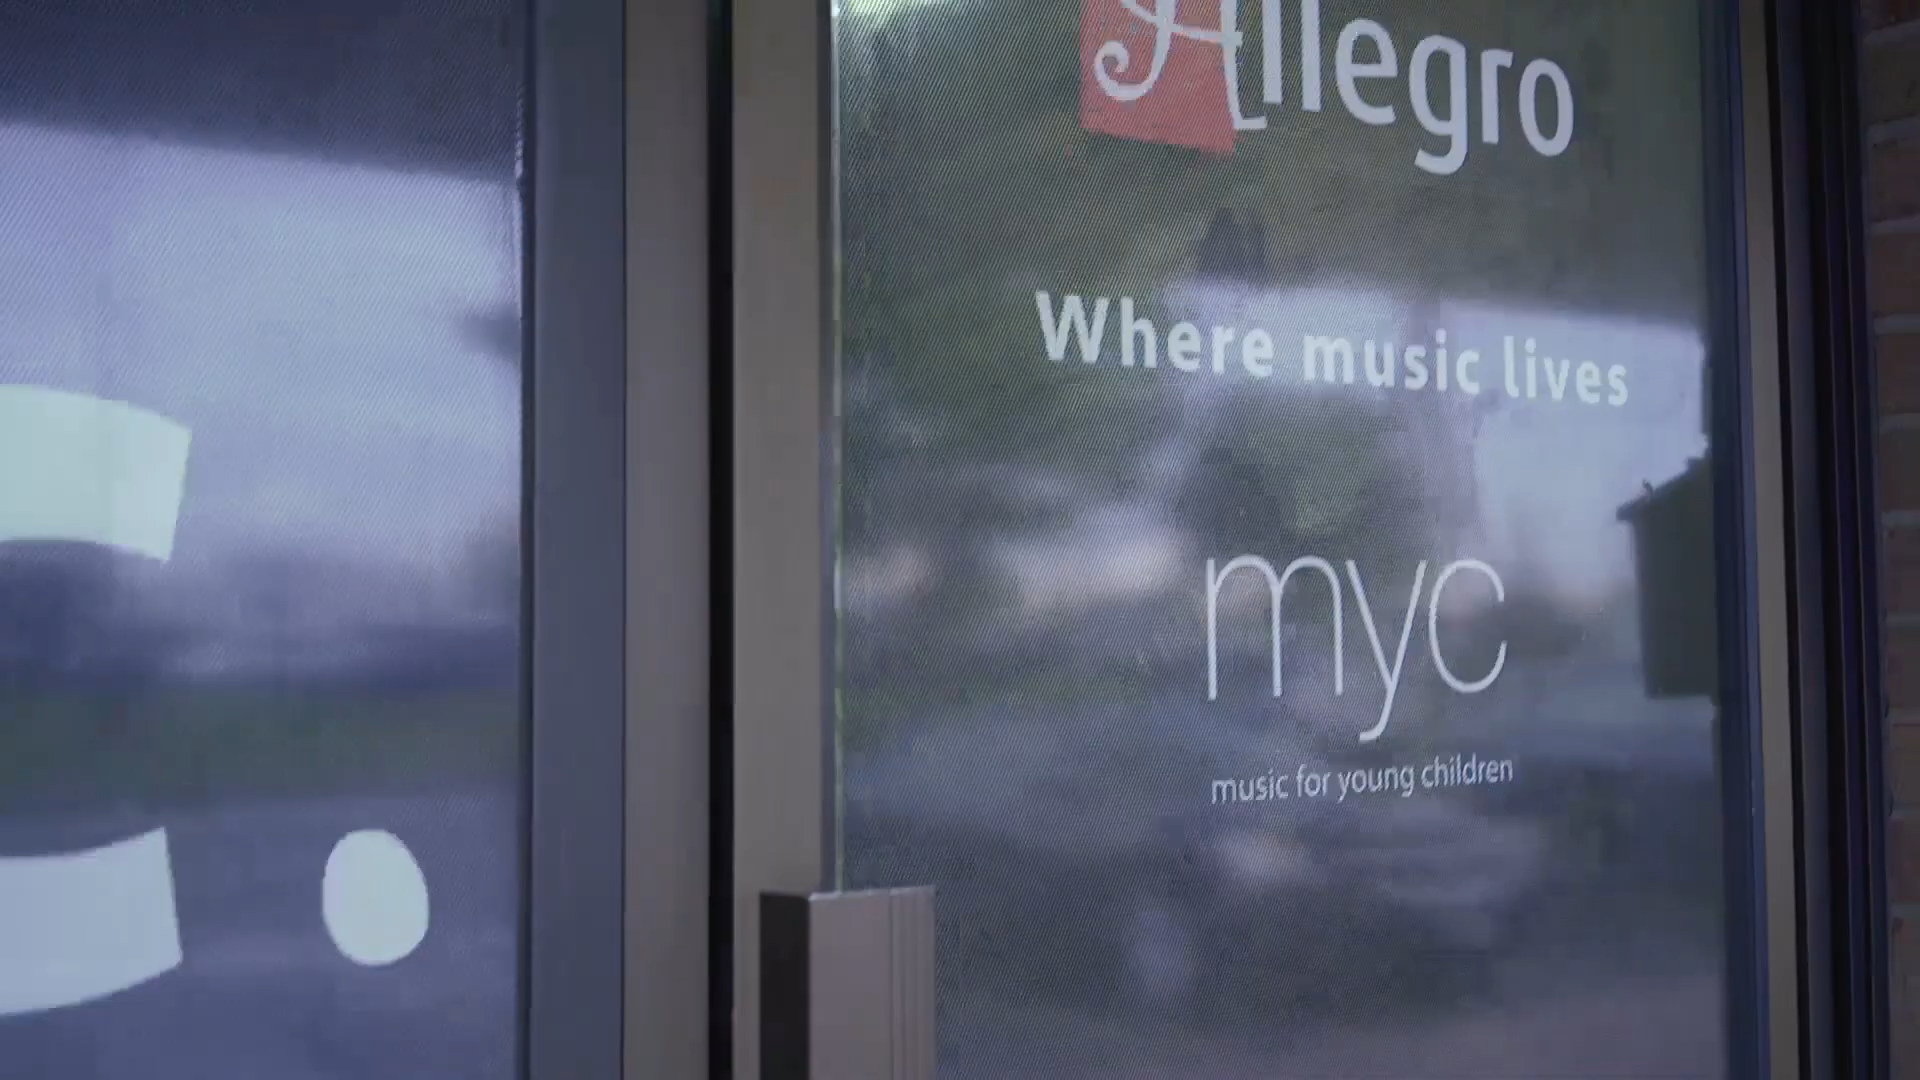 Allegro
Where music lives
myc
music for young children